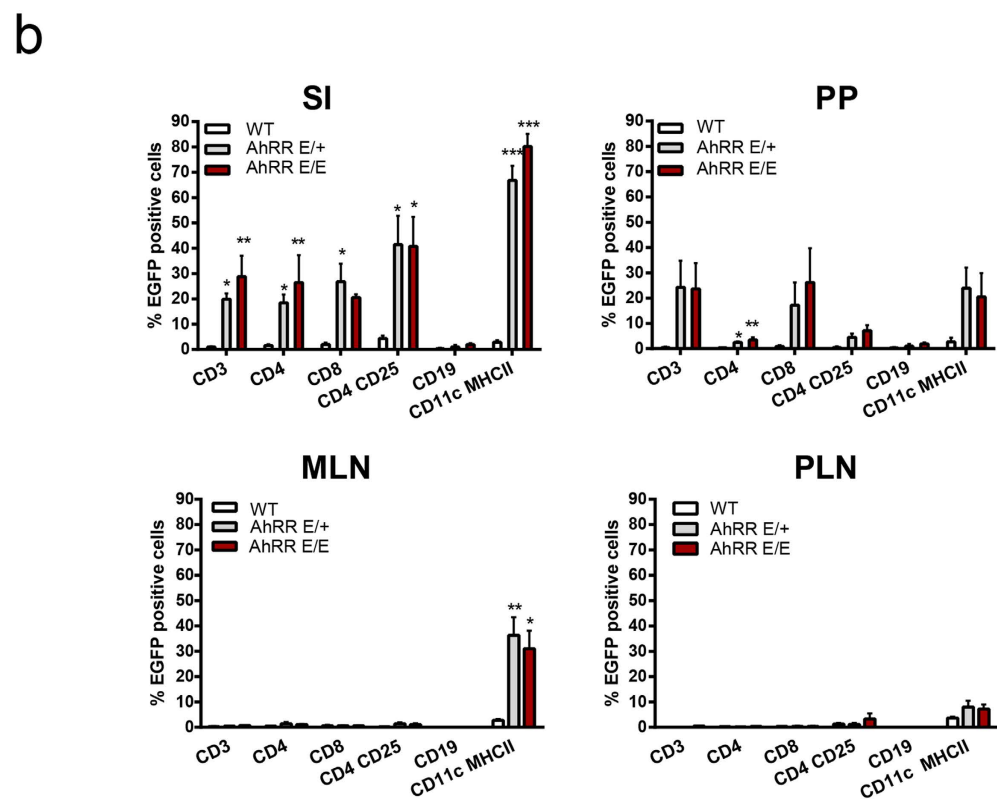 b
SI
% EGFP positive cells
90
80
70
60
50
40
30
20
10
0
WT
AhRR E/+
AhRR E/E
*
**
*
**
*
*
*
***
***
CD3
CD4
CD8
CD4 CD25
CD19
CD11c MHCII
PP
% EGFP positive cells
90
80
70
60
50
40
30
20
10
0
WT
AhRR E/+
AhRR E/E
*
**
CD3
CD4
CD8
CD4 CD25
CD19
CD11c MHCII
MLN
% EGFP positive cells
90
80
70
60
50
40
30
20
10
0
WT
AhRR E/+
AhRR E/E
**
*
CD3
CD4
CD8
CD4 CD25
CD19
CD11c MHCII
PLN
% EGFP positive cells
90
80
70
60
50
40
30
20
10
0
WT
AhRR E/+
AhRR E/E
CD3
CD4
CD8
CD4 CD25
CD19
CD11c MHCII